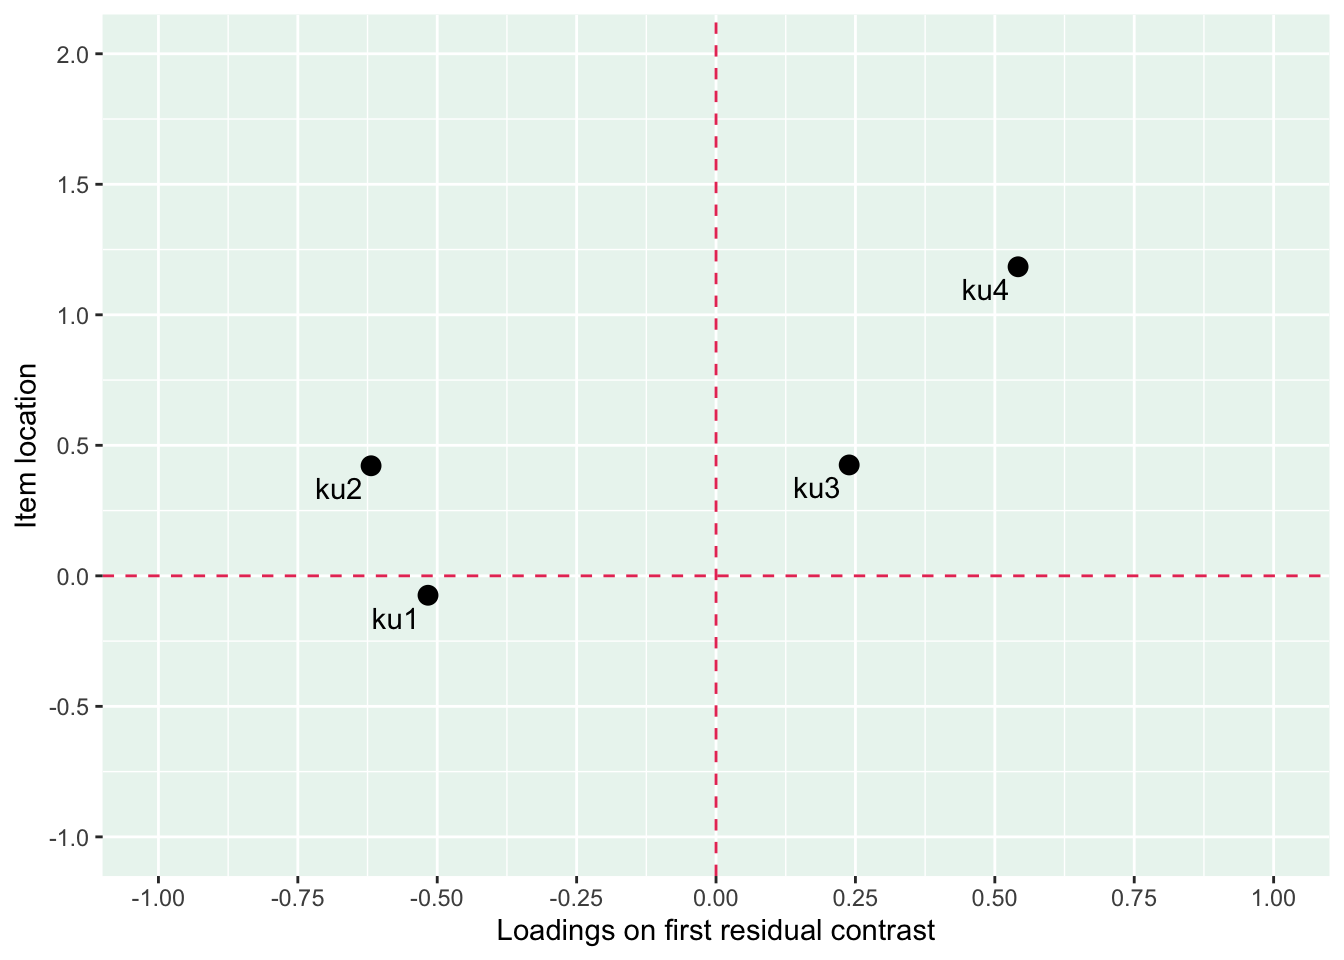 2.0
1.5
1.0
0.5
0.0
-0.5
-1.0
Item location
ku4
ku2
ku3
ku1
-1.00 -0.75 -0.50 -0.25 0.00 0.25 0.50 0.75 1.00
Loadings on first residual contrast